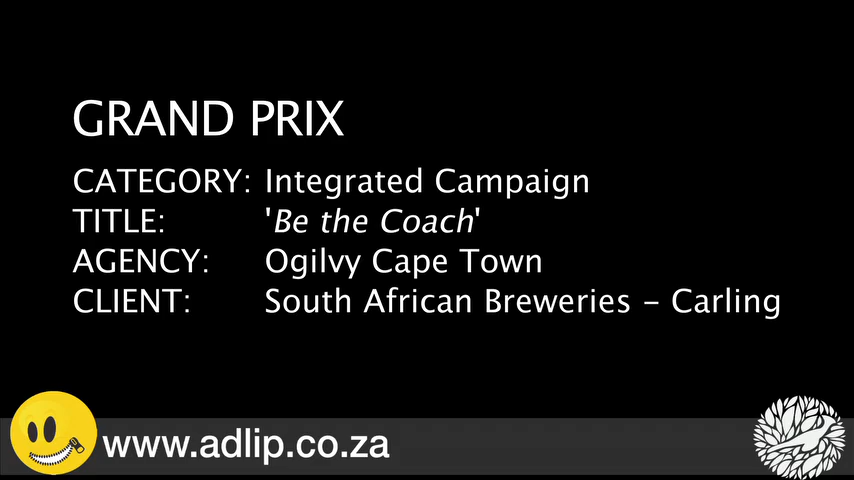 GRAND PRIX
CATEGORY: Integrated Campaign
TITLE: 'Be the Coach'
AGENCY: Ogilvy Cape Town
CLIENT: South African Breweries – Carling
www.adlip.co.za